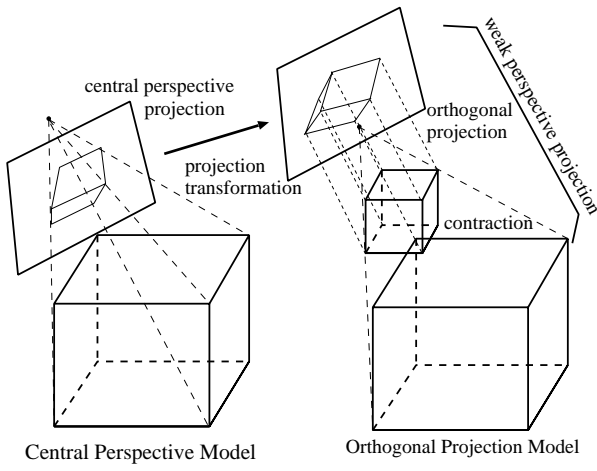 central perspective
projection
projection
transformation
orthogonal
projection
weak perspective projection
contraction
Central Perspective Model
Orthogonal Projection Model